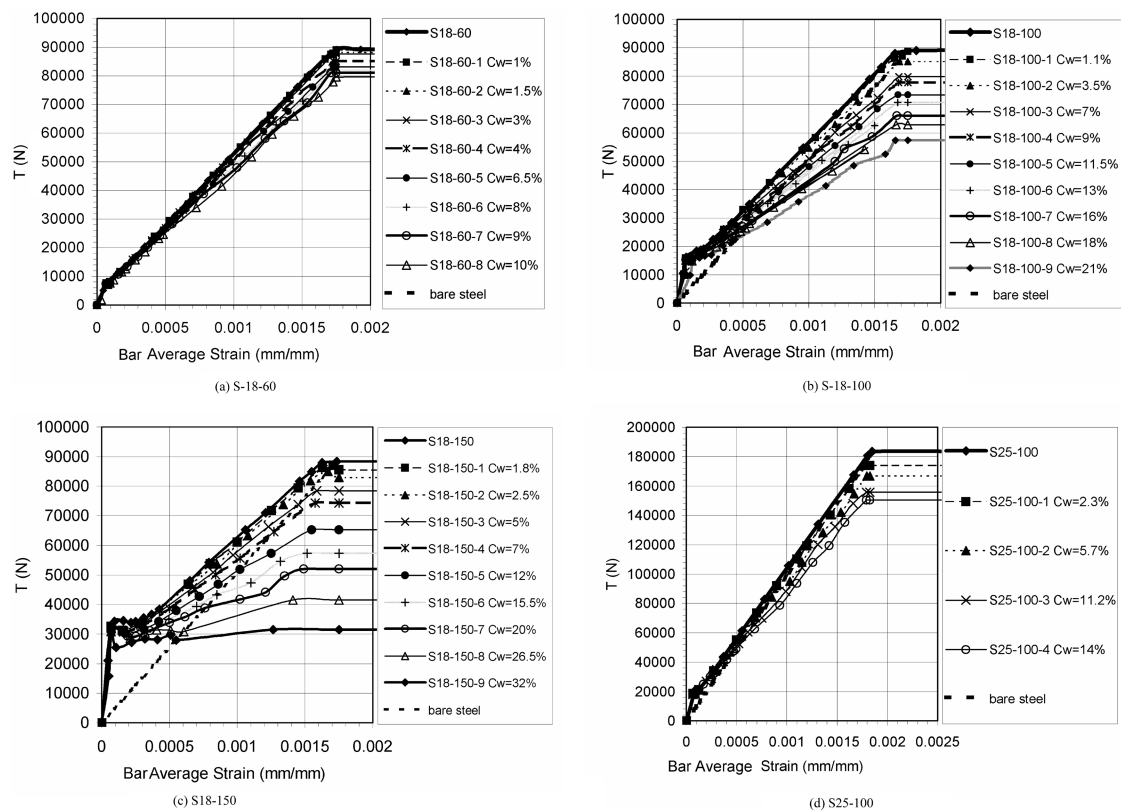 100000
90000
80000
70000
60000
50000
40000
30000
20000
10000
0
T (N)
0 0.0005 0.001 0.0015 0.002
Bar Average Strain (mm/mm)
S18-60
S18-60-1 Cw=1%
S18-60-2 Cw=1.5%
S18-60-3 Cw=3%
S18-60-4 Cw=4%
S18-60-5 Cw=6.5%
S18-60-6 Cw=8%
S18-60-7 Cw=9%
S18-60-8 Cw=10%
bare steel
(a) S-18-60
100000
90000
80000
70000
60000
50000
40000
30000
20000
10000
0
T (N)
0 0.0005 0.001 0.0015 0.002
Bar Average Strain (mm/mm)
S18-100
S18-100-1 Cw=1.1%
S18-100-2 Cw=3.5%
S18-100-3 Cw=7%
S18-100-4 Cw=9%
S18-100-5 Cw=11.5%
S18-100-6 Cw=13%
S18-100-7 Cw=16%
S18-100-8 Cw=18%
S18-100-9 Cw=21%
bare steel
(b) S-18-100
100000
90000
80000
70000
60000
50000
40000
30000
20000
10000
0
T (N)
0 0.0005 0.001 0.0015 0.002
Bar Average Strain (mm/mm)
S18-150
S18-150-1 Cw=1.8%
S18-150-2 Cw=2.5%
S18-150-3 Cw=5%
S18-150-4 Cw=7%
S18-150-5 Cw=12%
S18-150-6 Cw=15.5%
S18-150-7 Cw=20%
S18-150-8 Cw=26.5%
S18-150-9 Cw=32%
bare steel
(c) S18-150
200000
180000
160000
140000
120000
100000
80000
60000
40000
20000
0
T (N)
0 0.0005 0.001 0.0015 0.002 0.0025
Bar Average Strain (mm/mm)
S25-100
S25-100-1 Cw=2.3%
S25-100-2 Cw=5.7%
S25-100-3 Cw=11.2%
S25-100-4 Cw=14%
bare steel
(d) S25-100